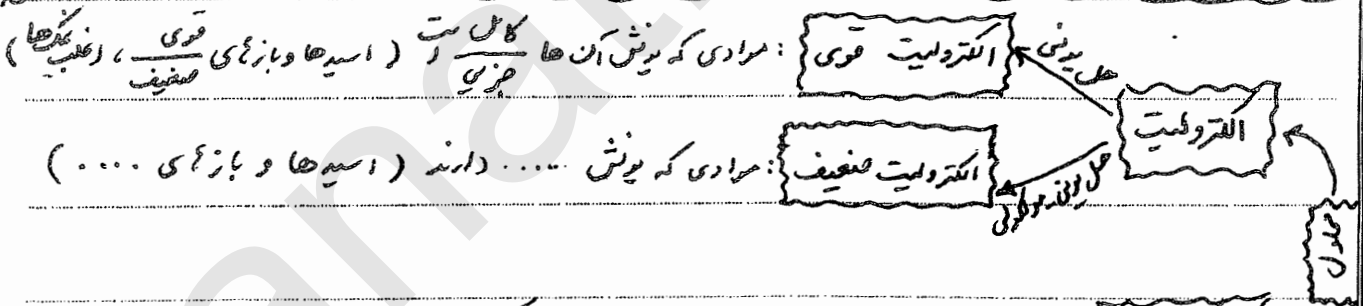 محلول
الکترولیت
حل یونی
الکترولیت قوی : موادی که یونش آن ها کامل / جزیی است ( اسیدها و بازهای قوی / ضعیف ، اغلب نمک‌ها )
حل یونی-مولکولی
الکترولیت ضعیف : موادی که یونش ...... دارند ( اسیدها و بازهای .... )